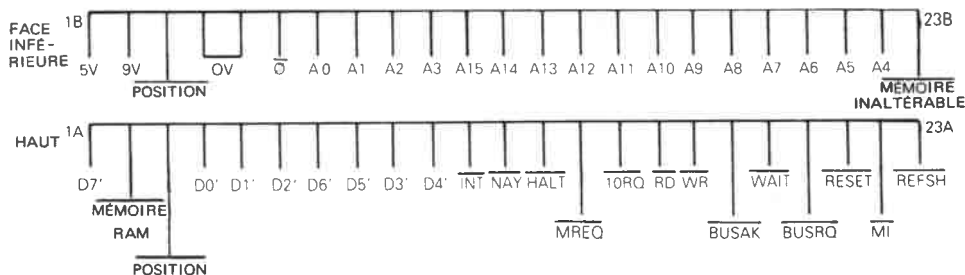 FACE INFÉ-RIEURE
1B
23B
5V
9V
POSITION
0V
Ø
A0
A1
A2
A3
A15
A14
A13
A12
A11
A10
A9
A8
A7
A6
A5
A4
MÉMOIRE
INALTÉRABLE
HAUT
1A
23A
D7'
MÉMOIRE
RAM
POSITION
D0'
D1'
D2'
D6'
D5'
D3'
D4'
INT
NAY
HALT
MREQ
10RQ
RD
WR
BUSAK
WAIT
BUSRQ
RESET
MI
REFSH